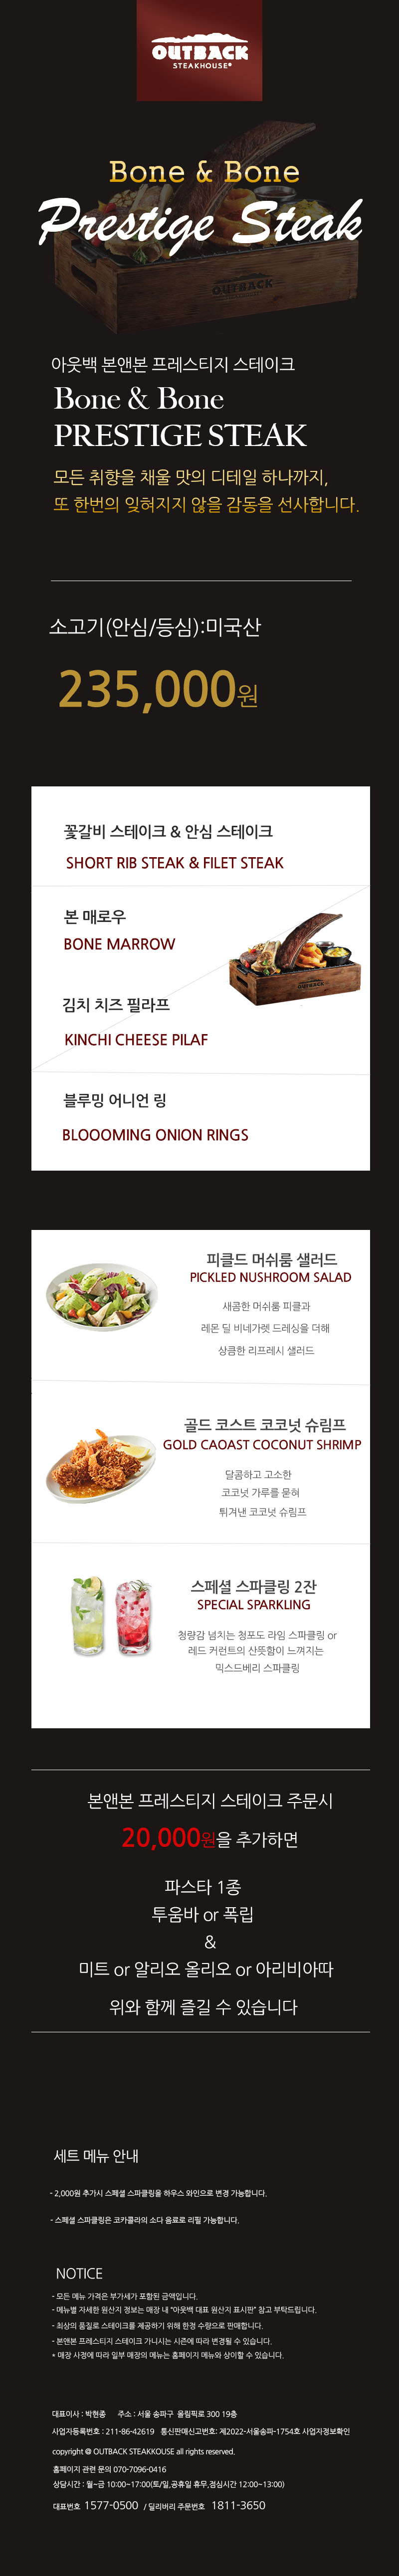 OUTBACK
STEAKHOUSE®
Bone & Bone
Prestige Steak
OUTBACK
아웃백 본앤본 프레스티지 스테이크
Bone & Bone
PRESTIGE STEAK
모든 취향을 채울 맛의 디테일 하나까지,
또 한번의 잊혀지지 않을 감동을 선사합니다.
소고기(안심/등심):미국산
235,000원
꽃갈비 스테이크 & 안심 스테이크
SHORT RIB STEAK & FILET STEAK
본 매로우
BONE MARROW
OUTBACK
김치 치즈 필라프
KINCHI CHEESE PILAF
블루밍 어니언 링
BLOOOMING ONION RINGS
피클드 머쉬룸 샐러드
PICKLED NUSHROOM SALAD
새콤한 머쉬룸 피클과
레몬 딜 비네가렛 드레싱을 더해
상큼한 리프레시 샐러드
골드 코스트 코코넛 슈림프
GOLD CAOAST COCONUT SHRIMP
달콤하고 고소한
코코넛 가루를 묻혀
튀겨낸 코코넛 슈림프
스페셜 스파클링 2잔
SPECIAL SPARKLING
청량감 넘치는 청포도 라임 스파클링 or
레드 커런트의 산뜻함이 느껴지는
믹스드베리 스파클링
본앤본 프레스티지 스테이크 주문시
20,000원을 추가하면
파스타 1종
투움바 or 폭립
&
미트 or 알리오 올리오 or 아리비아따
위와 함께 즐길 수 있습니다
세트 메뉴 안내
- 2,000원 추가시 스페셜 스파클링을 하우스 와인으로 변경 가능합니다.
- 스페셜 스파클링은 코카콜라의 소다 음료로 리필 가능합니다.
NOTICE
- 모든 메뉴 가격은 부가세가 포함된 금액입니다.
- 메뉴별 자세한 원산지 정보는 매장 내 "아웃백 대표 원산지 표시판" 참고 부탁드립니다.
- 최상의 품질로 스테이크를 제공하기 위해 한정 수량으로 판매합니다.
- 본앤본 프레스티지 스테이크 가니시는 시즌에 따라 변경될 수 있습니다.
* 매장 사정에 따라 일부 매장의 메뉴는 홈페이지 메뉴와 상이할 수 있습니다.
대표이사 : 박현종 주소 : 서울 송파구 올림픽로 300 19층
사업자등록번호 : 211-86-42619 통신판매신고번호: 제2022-서울송파-1754호 사업자정보확인
copyright @ OUTBACK STEAKKOUSE all rights reserved.
홈페이지 관련 문의 070-7096-0416
상담시간 : 월~금 10:00~17:00(토/일,공휴일 휴무,점심시간 12:00~13:00)
대표번호 1577-0500 / 딜리버리 주문번호 1811-3650